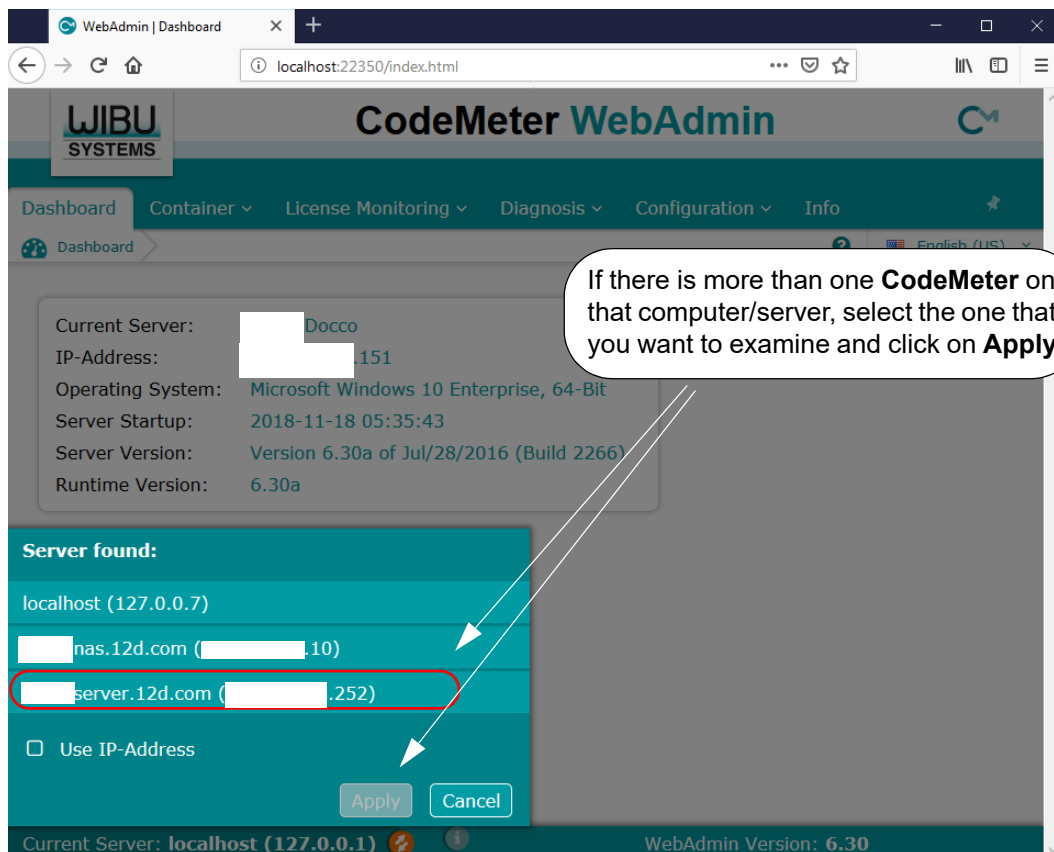 WebAdmin | Dashboard
localhost:22350/index.html
WIBU
SYSTEMS
CodeMeter WebAdmin
Dashboard Container License Monitoring Diagnosis Configuration Info
Dashboard
English (US)
If there is more than one CodeMeter on
that computer/server, select the one that
you want to examine and click on Apply
Current Server: Docco
IP-Address: .151
Operating System: Microsoft Windows 10 Enterprise, 64-Bit
Server Startup: 2018-11-18 05:35:43
Server Version: Version 6.30a of Jul/28/2016 (Build 2266)
Runtime Version: 6.30a
Server found:
localhost (127.0.0.7)
nas.12d.com ( .10)
server.12d.com ( .252)
Use IP-Address
Apply Cancel
Current Server: localhost (127.0.0.1) WebAdmin Version: 6.30